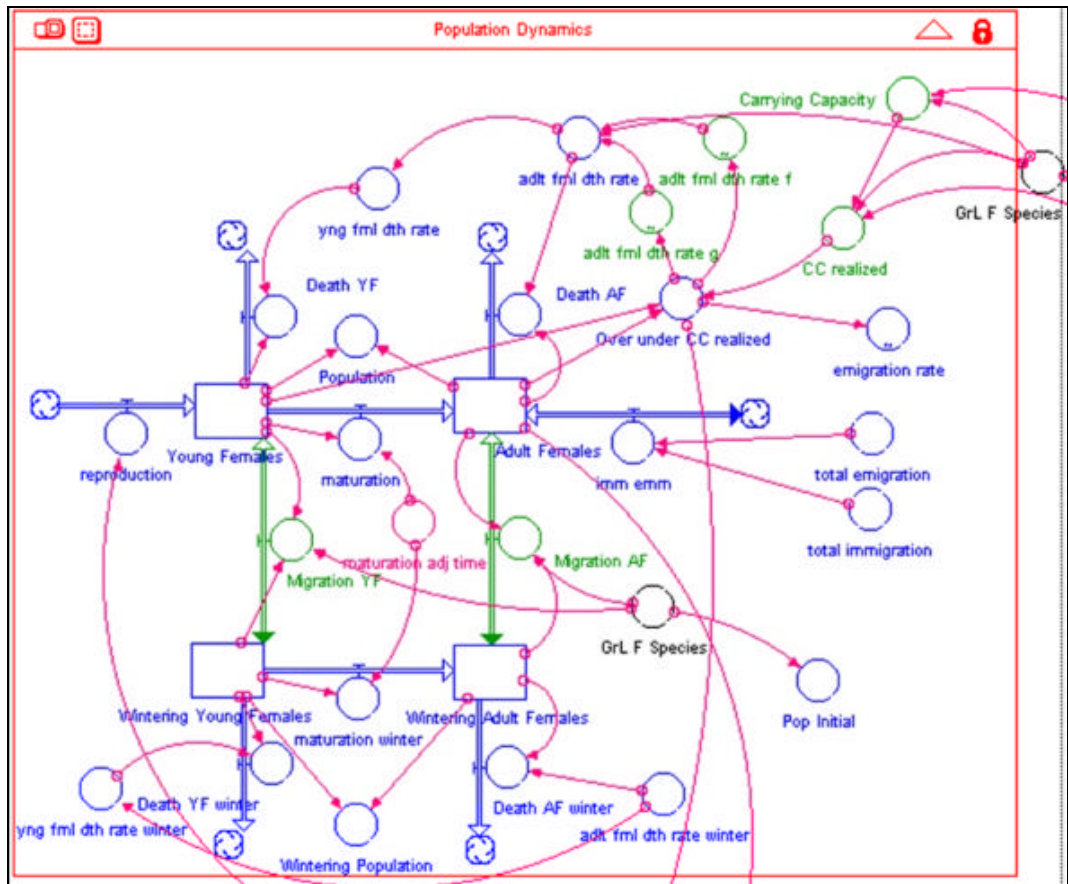 Population Dynamics
Carrying Capacity
adlt fml dth rate
adlt fml dth rate f
GrL F Species
yng fml dth rate
adlt fml dth rate g
CC realized
Death YF
Death AF
Over under CC realized
Population
emigration rate
Young Females
Adult Females
reproduction
maturation
imm emm
total emigration
total immigration
maturation adj time
Migration YF
Migration AF
GrL F Species
Wintering Young Females
Wintering Adult Females
Pop Initial
maturation winter
Death YF winter
Death AF winter
yng fml dth rate winter
adlt fml dth rate winter
Wintering Population